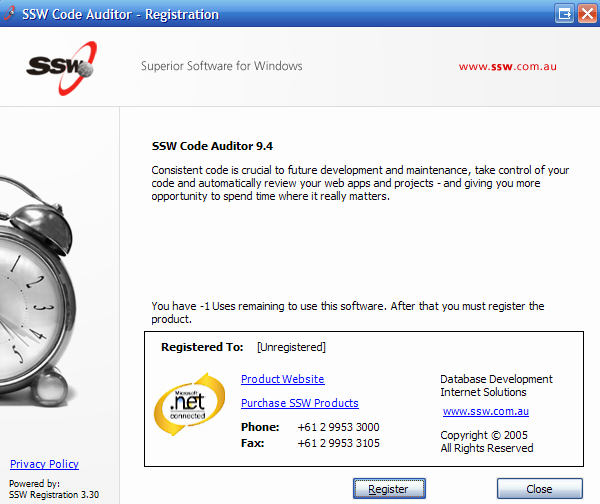 SSW Code Auditor - Registration
SSW
Superior Software for Windows
www.ssw.com.au
SSW Code Auditor 9.4
Consistent code is crucial to future development and maintenance, take control of your
code and automatically review your web apps and projects - and giving you more
opportunity to spend time where it really matters.
1
2
3
4
5
You have -1 Uses remaining to use this software. After that you must register the
product.
Registered To: [Unregistered]
Microsoft
.net
connected
Product Website
Purchase SSW Products
Phone: +61 2 9953 3000
Fax: +61 2 9953 3105
Database Development
Internet Solutions
www.ssw.com.au
Copyright © 2005
All Rights Reserved
Privacy Policy
Powered by:
SSW Registration 3.30
Register
Close